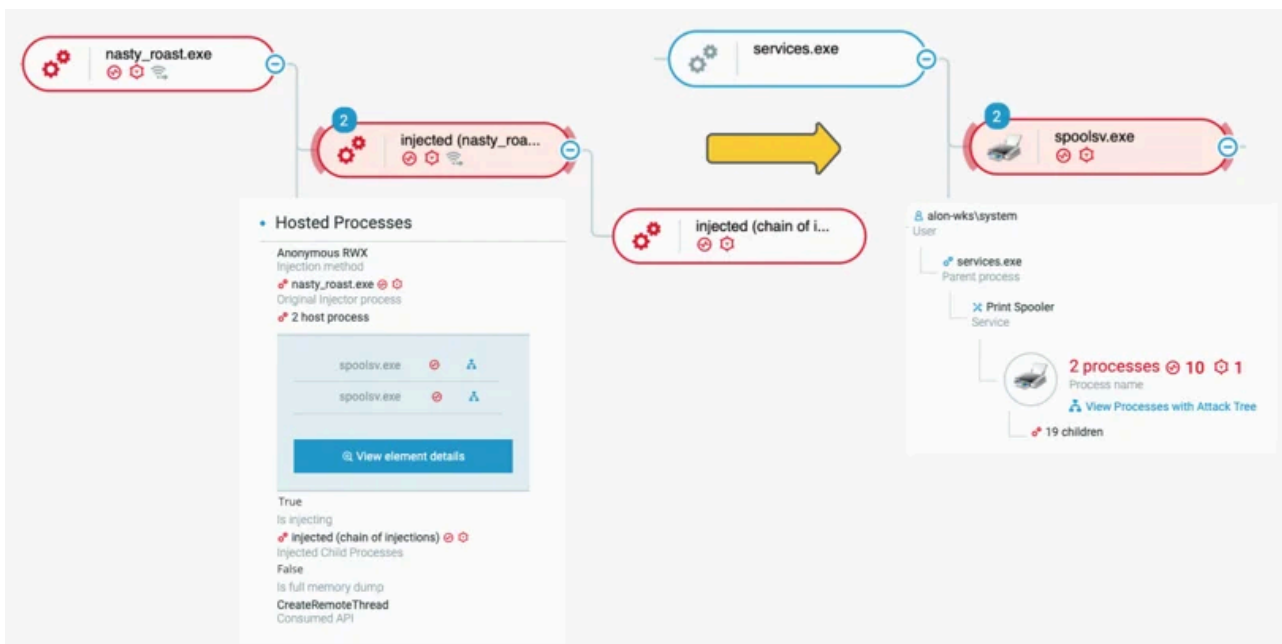 nasty_roast.exe
2
injected (nasty_roa...
injected (chain of i...
services.exe
2
spoolsv.exe
Hosted Processes
Anonymous RWX
Injection method
nasty_roast.exe
Original Injector process
2 host process
spoolsv.exe
spoolsv.exe
View element details
True
Is injecting
injected (chain of injections)
Injected Child Processes
False
Is full memory dump
CreateRemoteThread
Consumed API
alon-wks\system
User
services.exe
Parent process
Print Spooler
Service
2 processes 10 1
Process name
View Processes with Attack Tree
19 children